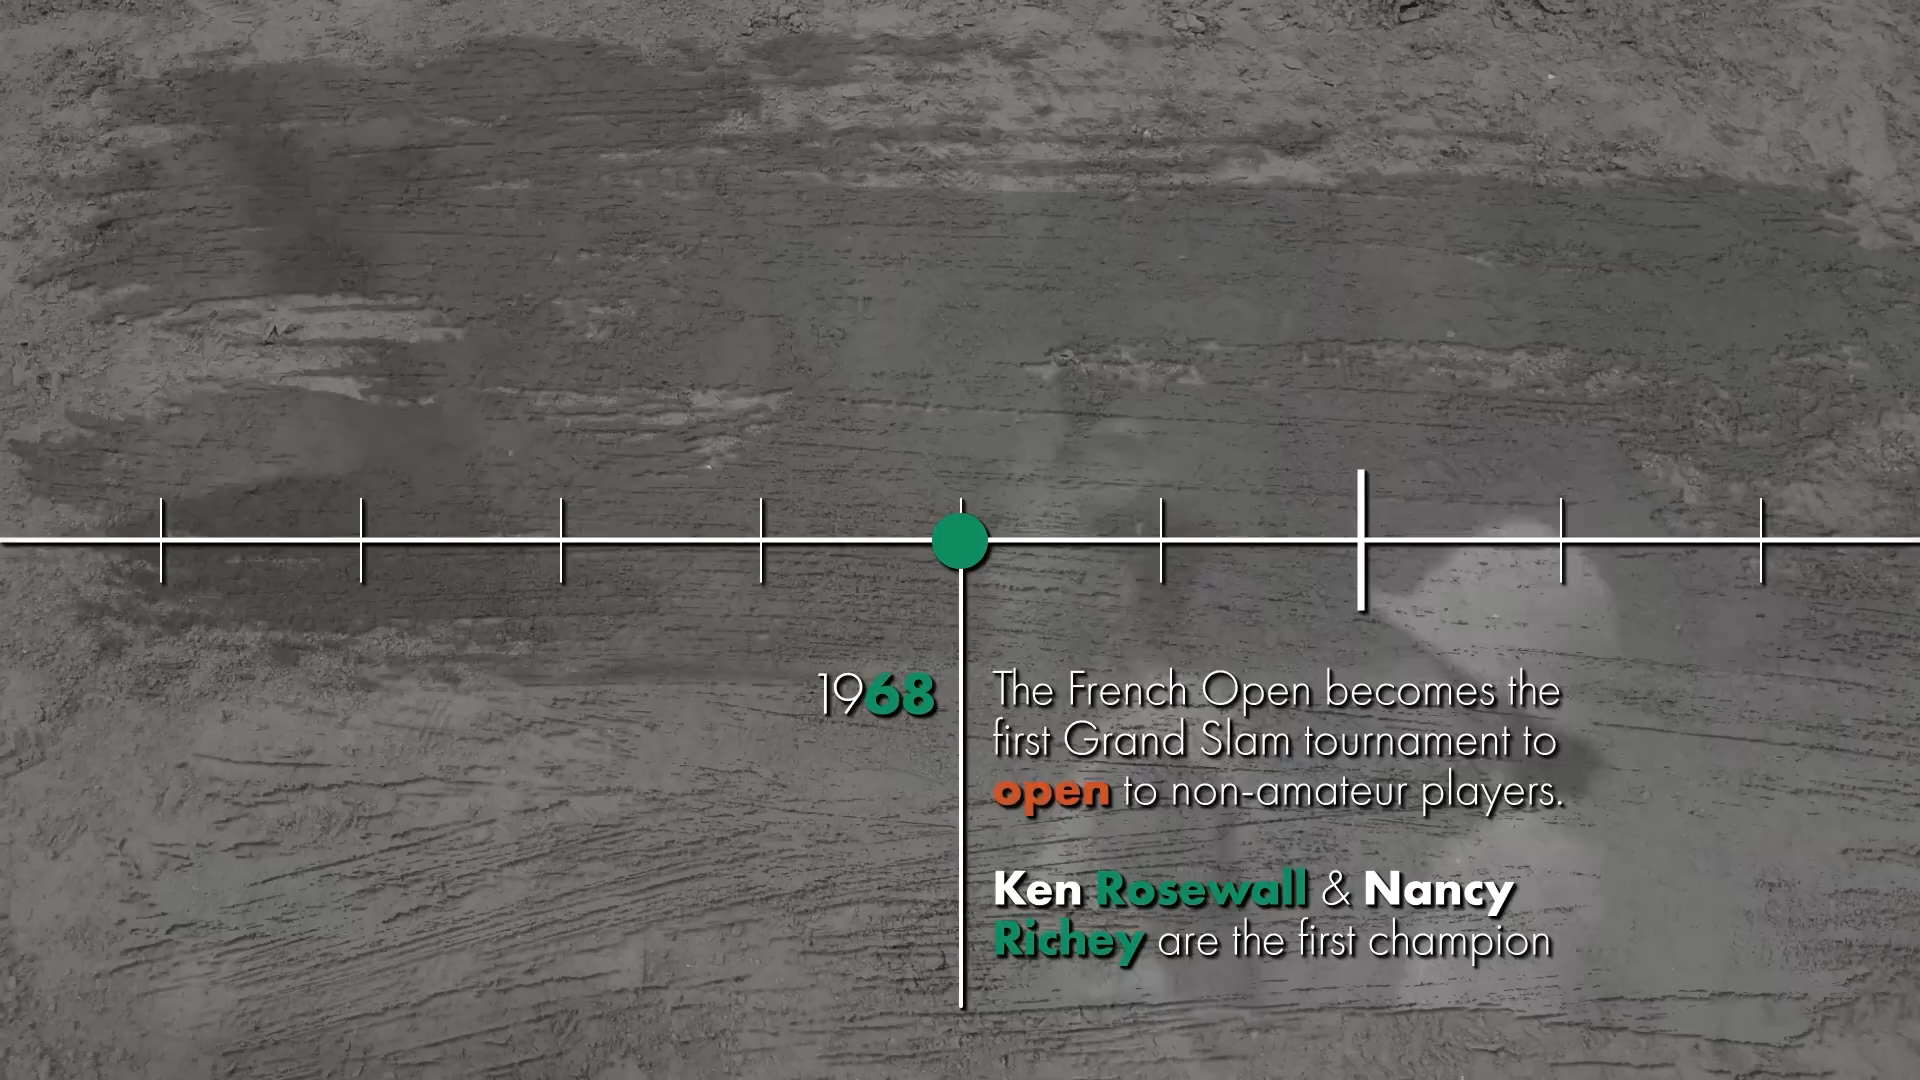 1968
The French Open becomes the
first Grand Slam tournament to
open to non-amateur players.
Ken Rosewall & Nancy
Richey are the first champion